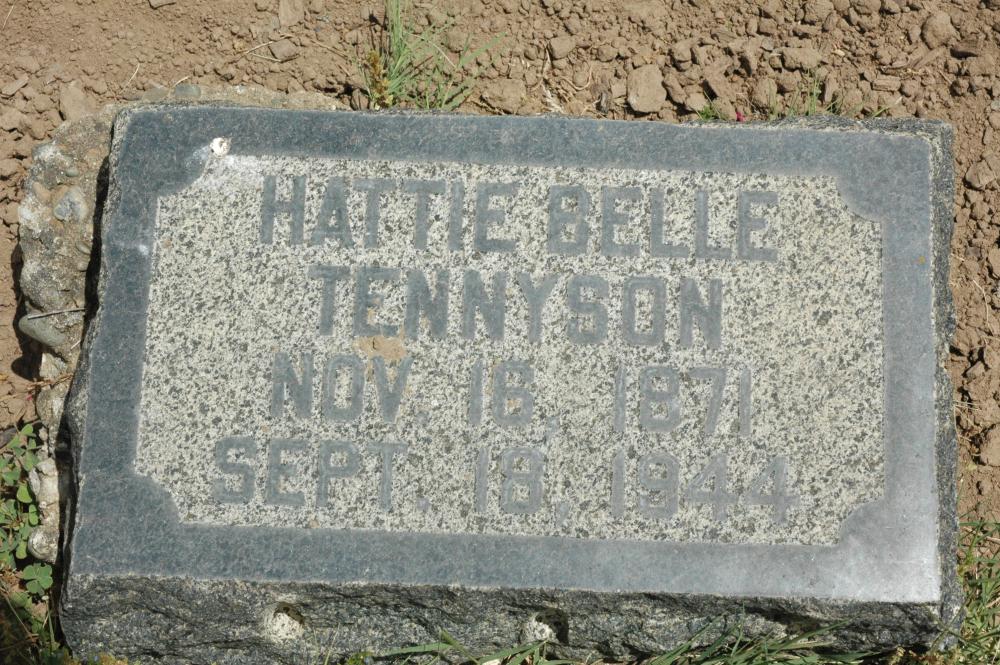 HATTIE BELLE
TENNYSON
NOV. 16, 1871
SEPT. 18, 1944